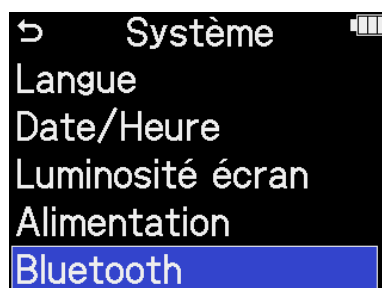 Système
Langue
Date/Heure
Luminosité écran
Alimentation
Bluetooth